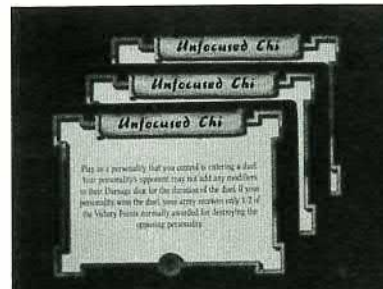 Unfocused Chi
Unfocused Chi
Unfocused Chi
Play as a personality that you control is entering a duel.
Your personality's opponent may not add any modifiers
to their Damage dice for the duration of the duel. If your
personality wins the duel, your army receives only 1/2 of
the Victory Points normally awarded for destroying the
opposing personality.